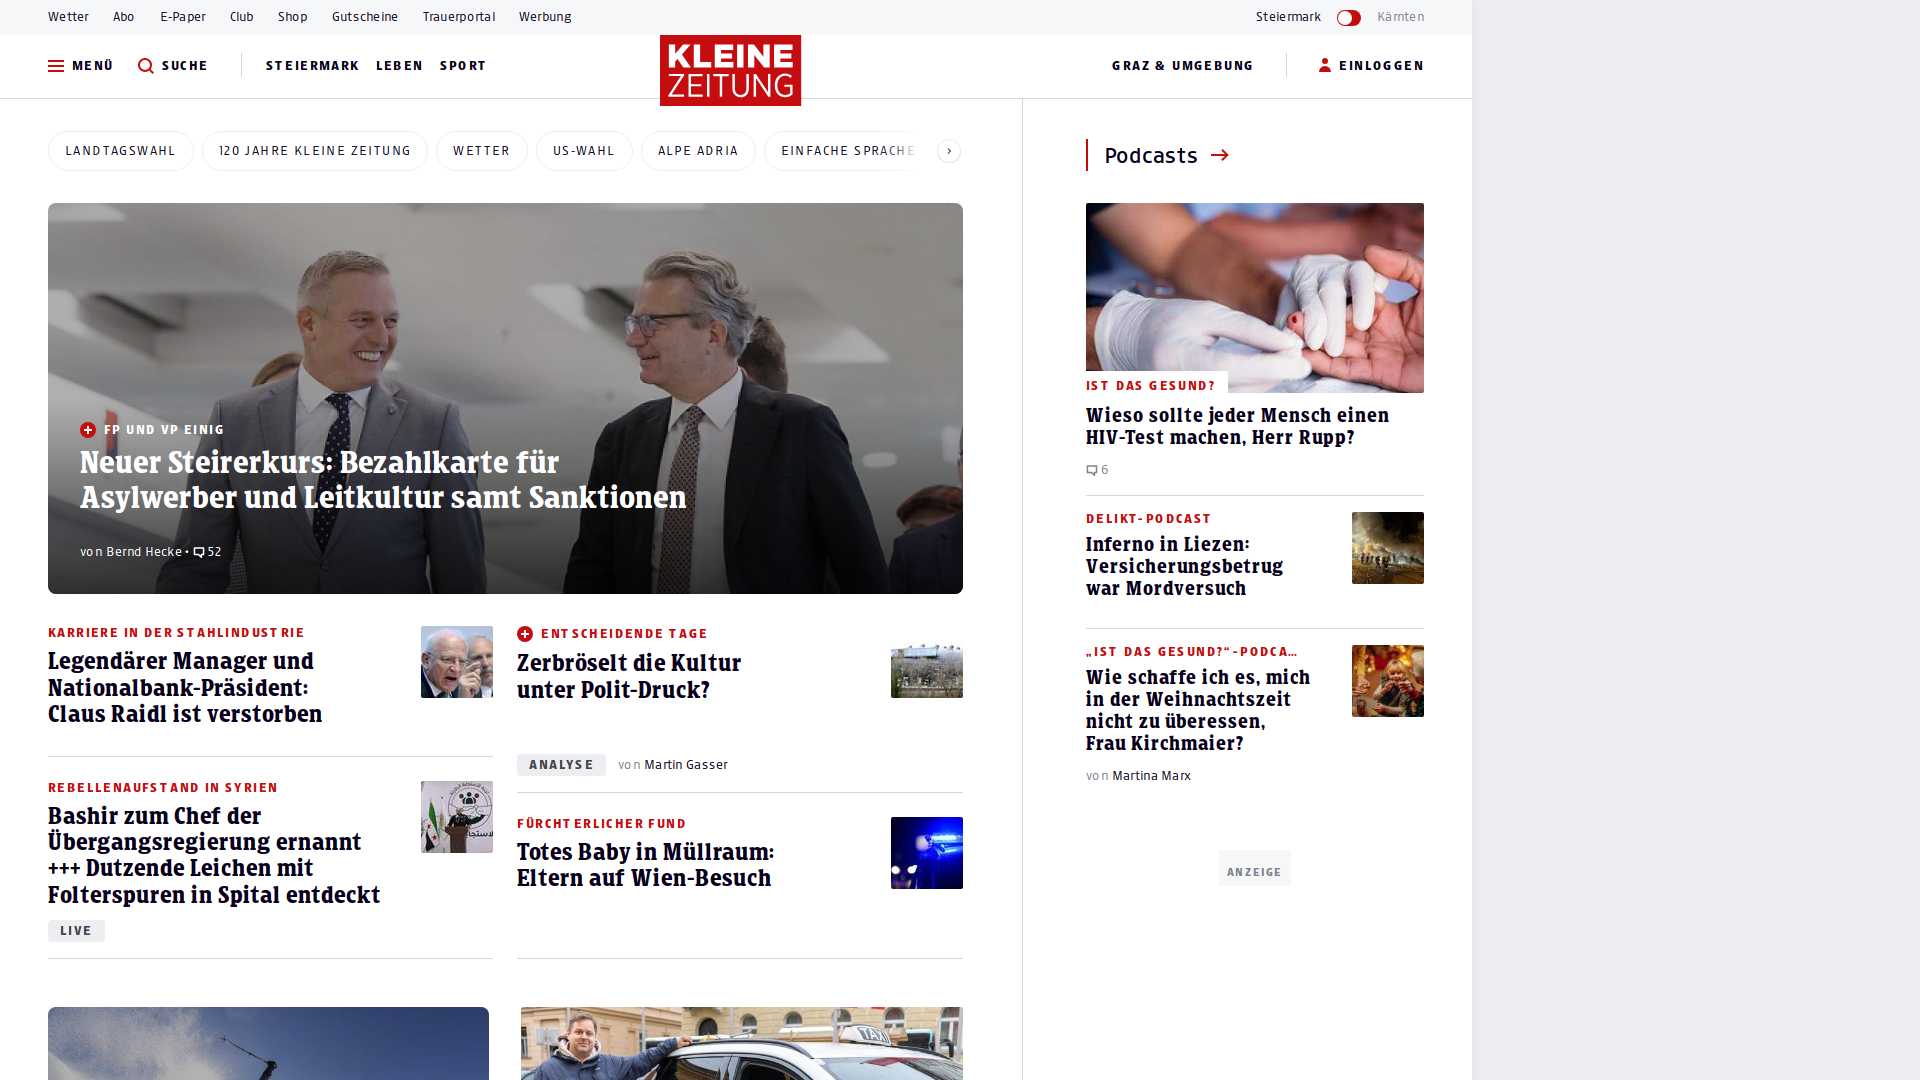 Wetter Abo E-Paper Club Shop Gutscheine Trauerportal Werbung Steiermark Kärnten
MENÜ SUCHE STEIERMARK LEBEN SPORT KLEINE ZEITUNG GRAZ & UMGEBUNG EINLOGGEN
LANDTAGSWAHL 120 JAHRE KLEINE ZEITUNG WETTER US-WAHL ALPE ADRIA EINFACHE SPRACHE
FP UND VP EINIG
Neuer Steirerkurs: Bezahlkarte für
Asylwerber und Leitkultur samt Sanktionen
von Bernd Hecke • 52
KARRIERE IN DER STAHLINDUSTRIE
Legendärer Manager und
Nationalbank-Präsident:
Claus Raidl ist verstorben
REBELLENAUFSTAND IN SYRIEN
Bashir zum Chef der
Übergangsregierung ernannt
+++ Dutzende Leichen mit
Folterspuren in Spital entdeckt
LIVE
ENTSCHEIDENDE TAGE
Zerbröselt die Kultur
unter Polit-Druck?
ANALYSE von Martin Gasser
FÜRCHTERLICHER FUND
Totes Baby in Müllraum:
Eltern auf Wien-Besuch
TAXI
Podcasts
IST DAS GESUND?
Wieso sollte jeder Mensch einen
HIV-Test machen, Herr Rupp?
6
DELIKT-PODCAST
Inferno in Liezen:
Versicherungsbetrug
war Mordversuch
„IST DAS GESUND?“-PODCA...
Wie schaffe ich es, mich
in der Weihnachtszeit
nicht zu überessen,
Frau Kirchmaier?
von Martina Marx
ANZEIGE